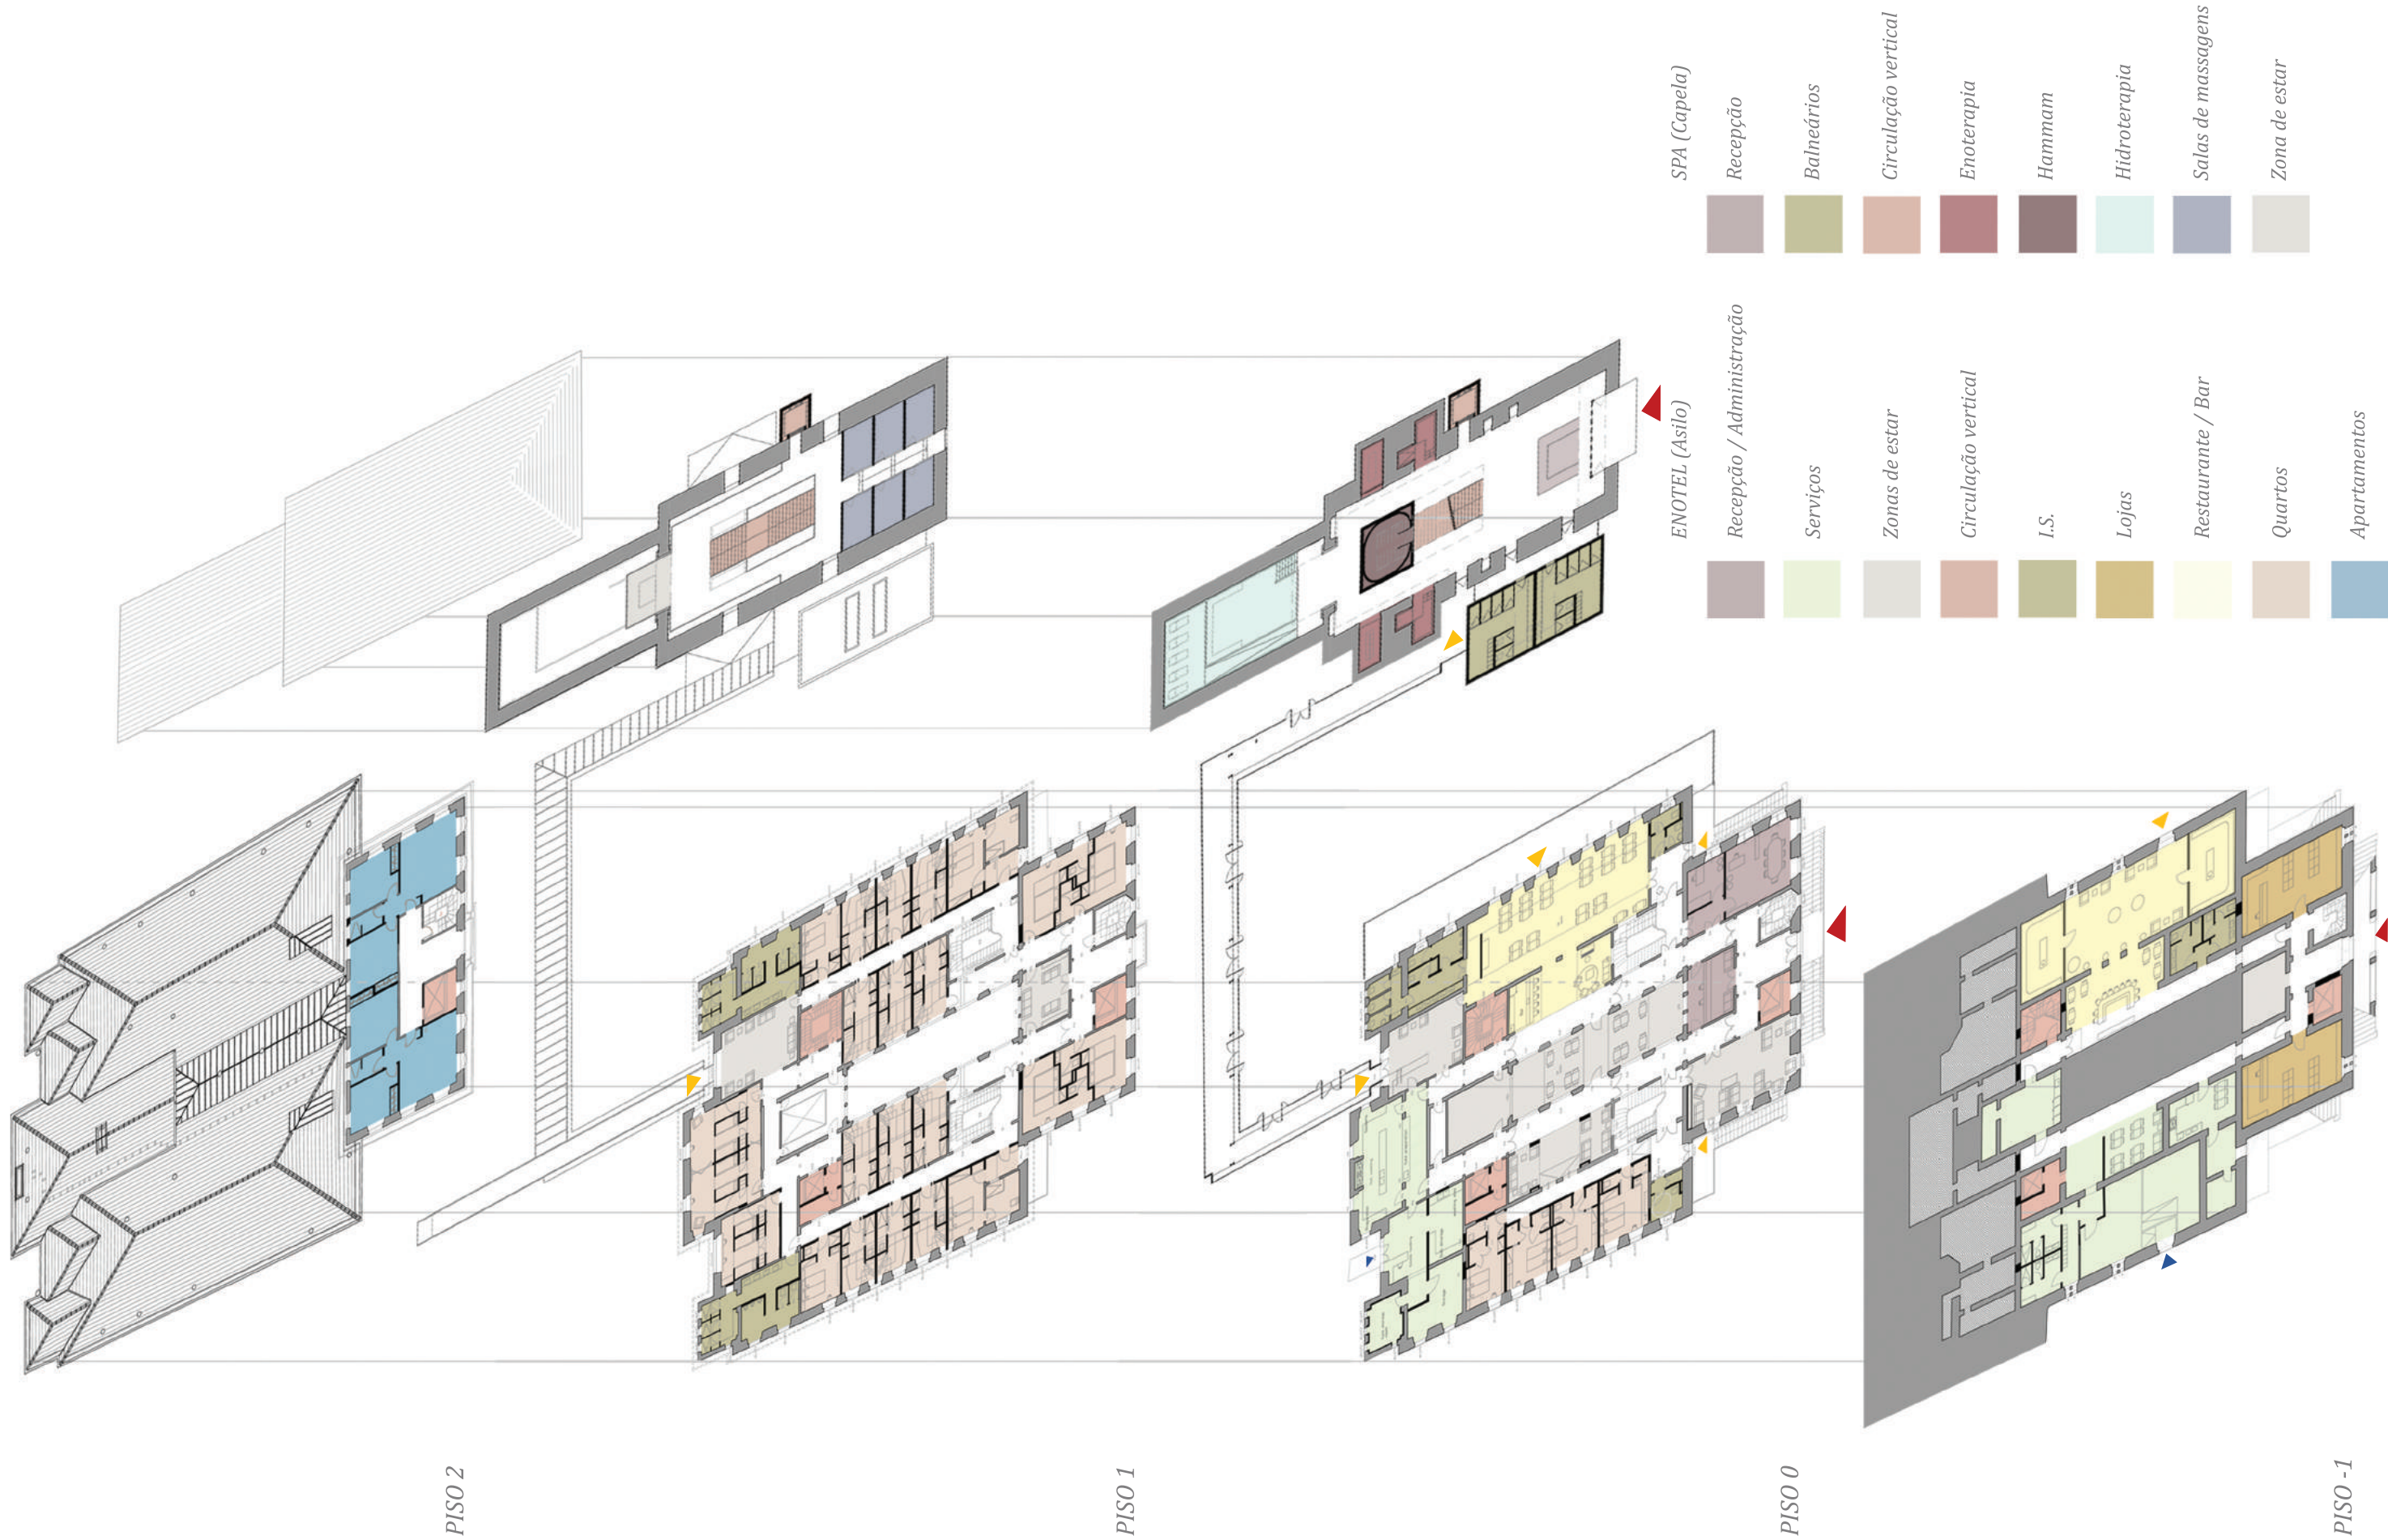 SPA (Capela)
Recepção
Balneários
Circulação vertical
Enoterapia
Hammam
Hidroterapia
Salas de massagens
Zona de estar
ENOTEL (Asilo)
Recepção / Administração
Serviços
Zonas de estar
Circulação vertical
I.S.
Lojas
Restaurante / Bar
Quartos
Apartamentos
PISO 2
PISO 1
PISO 0
PISO -1